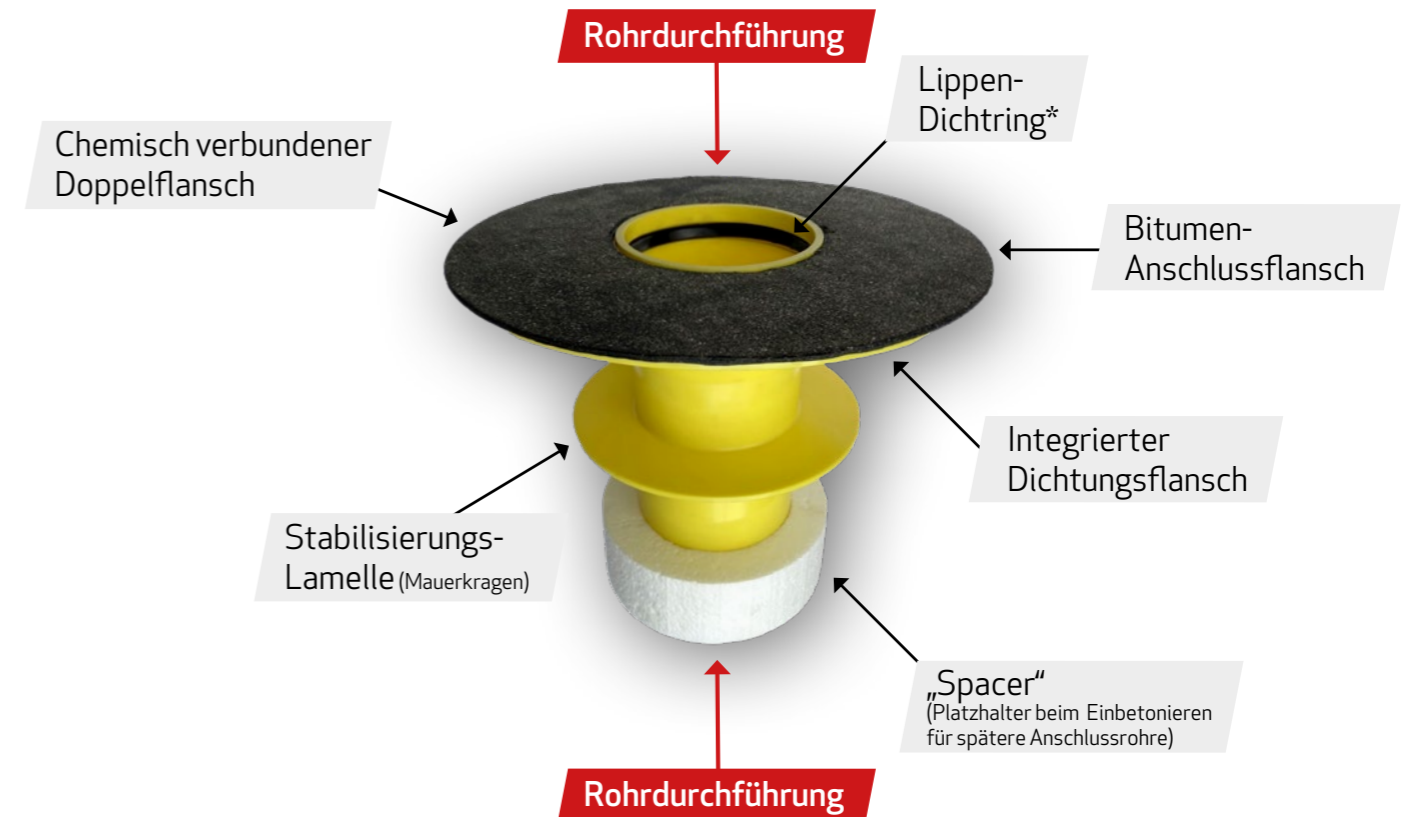 Rohrdurchführung
Lippen-
Dichtring*
Chemisch verbundener
Doppelflansch
Bitumen-
Anschlussflansch
Integrierter
Dichtungsflansch
Stabilisierungs-
Lamelle (Mauerkragen)
„Spacer“
(Platzhalter beim Einbetonieren
für spätere Anschlussrohre)
Rohrdurchführung